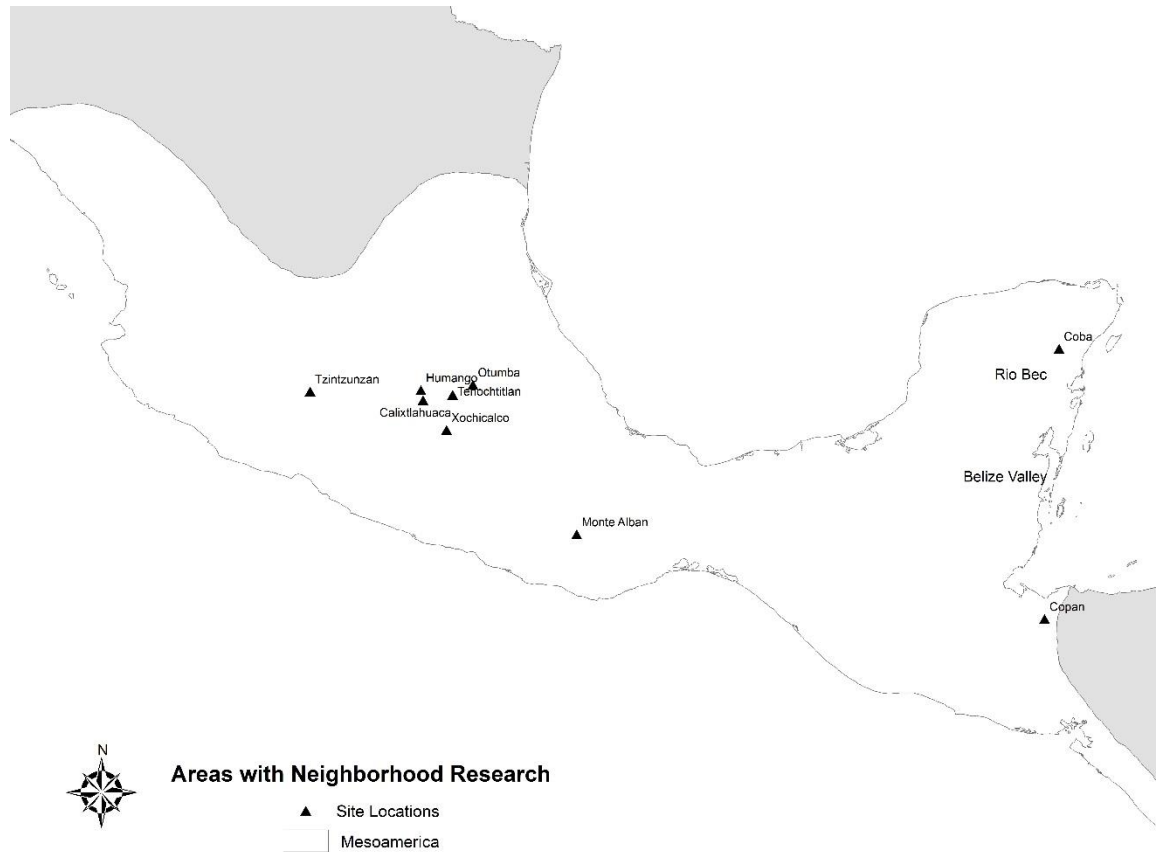 Coba
Rio Bec
Tzintzunzan
Humango
Otumba
Tenochtitlan
Calixtlahuaca
Xochicalco
Belize Valley
Monte Alban
Copan
N
Areas with Neighborhood Research
Site Locations
Mesoamerica